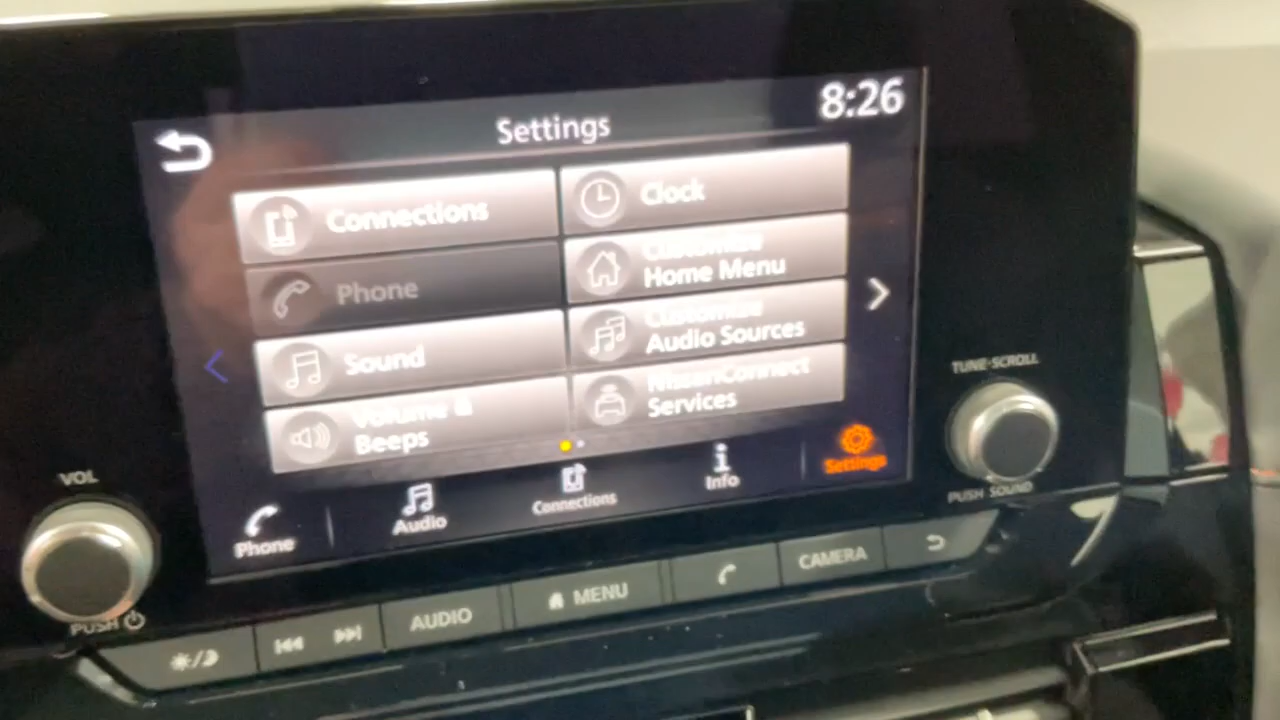 8:26
Settings
Connections
Clock
Phone
Customize
Home Menu
Sound
Customize
Audio Sources
Volume &
Beeps
NissanConnect
Services
Phone
Audio
Connections
Info
Settings
VOL
PUSH
TUNE·SCROLL
PUSH SOUND
AUDIO
MENU
CAMERA